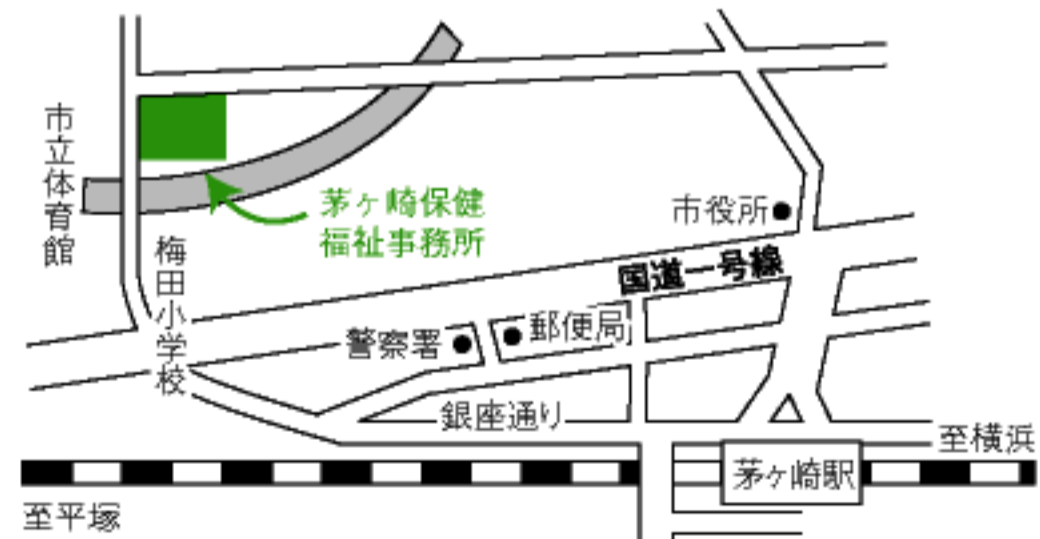 市立体育館
茅ヶ崎保健
福祉事務所
市役所
梅田小学校
国道一号線
警察署
郵便局
銀座通り
至横浜
茅ヶ崎駅
至平塚